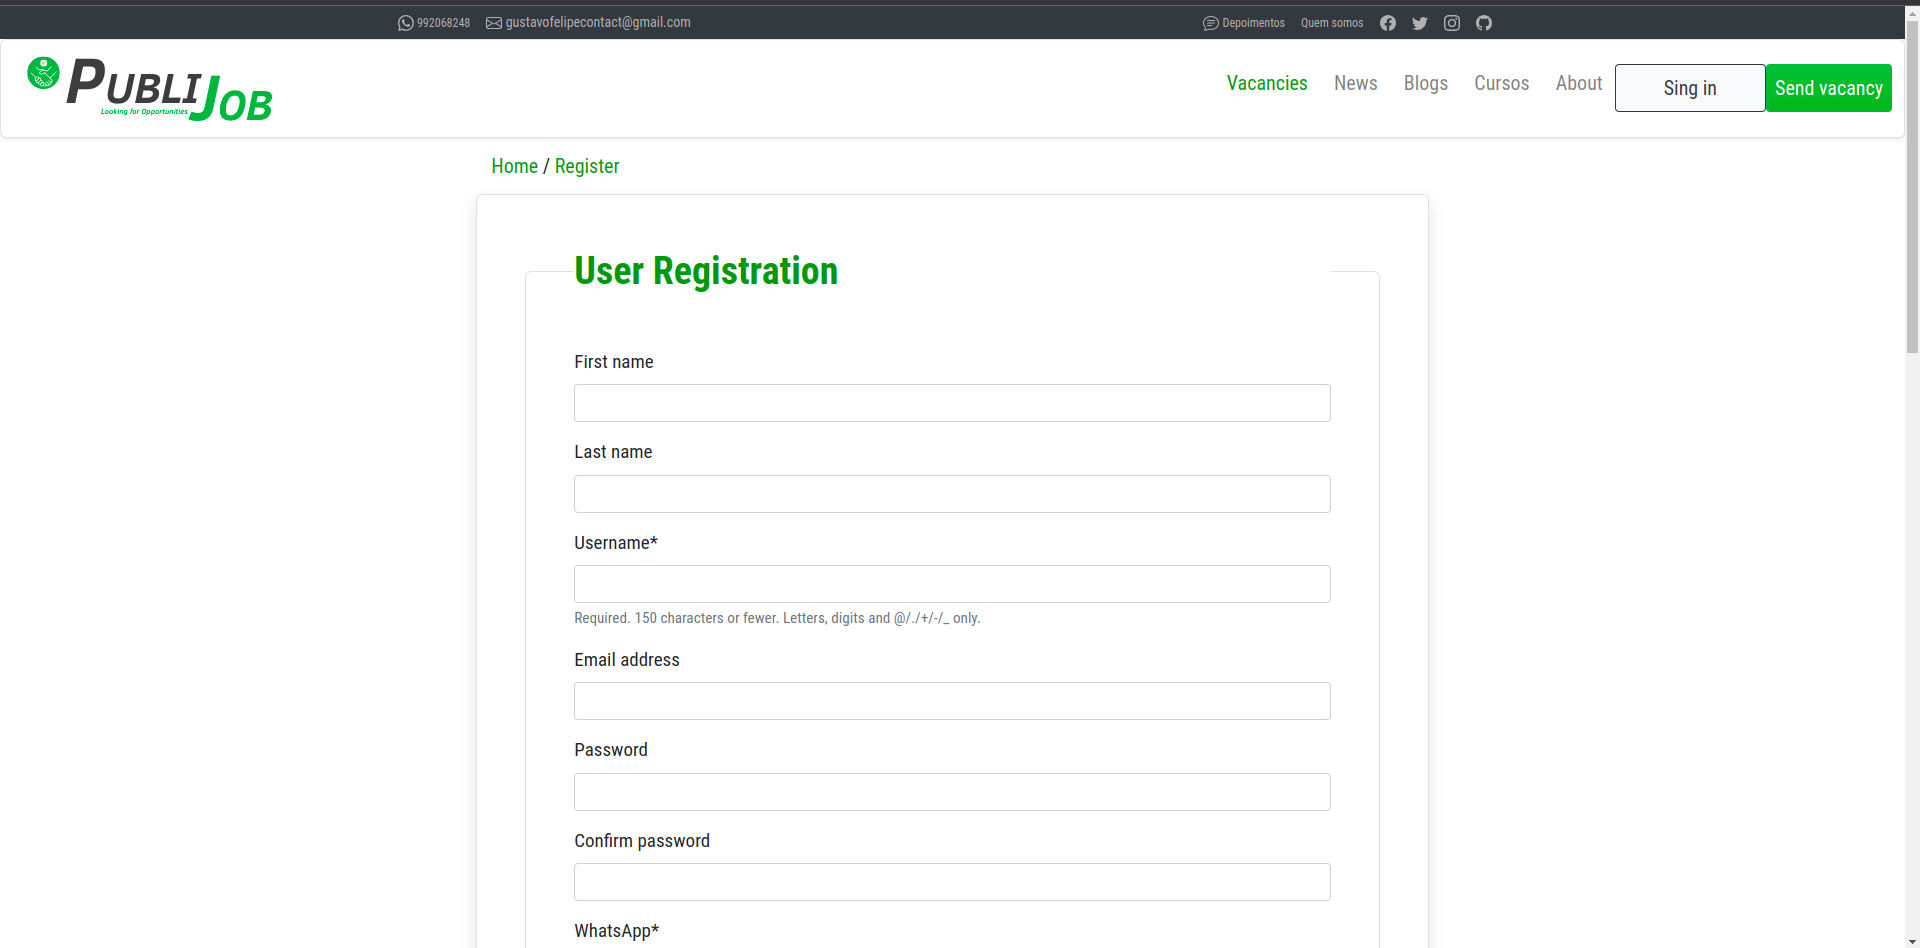 992068248 gustavofelipecontact@gmail.com Depoimentos Quem somos
PUBLIJOB
Looking for Opportunities
Vacancies News Blogs Cursos About Sing in Send vacancy
Home / Register
User Registration
First name
Last name
Username*
Required. 150 characters or fewer. Letters, digits and @/./+/-/_ only.
Email address
Password
Confirm password
WhatsApp*